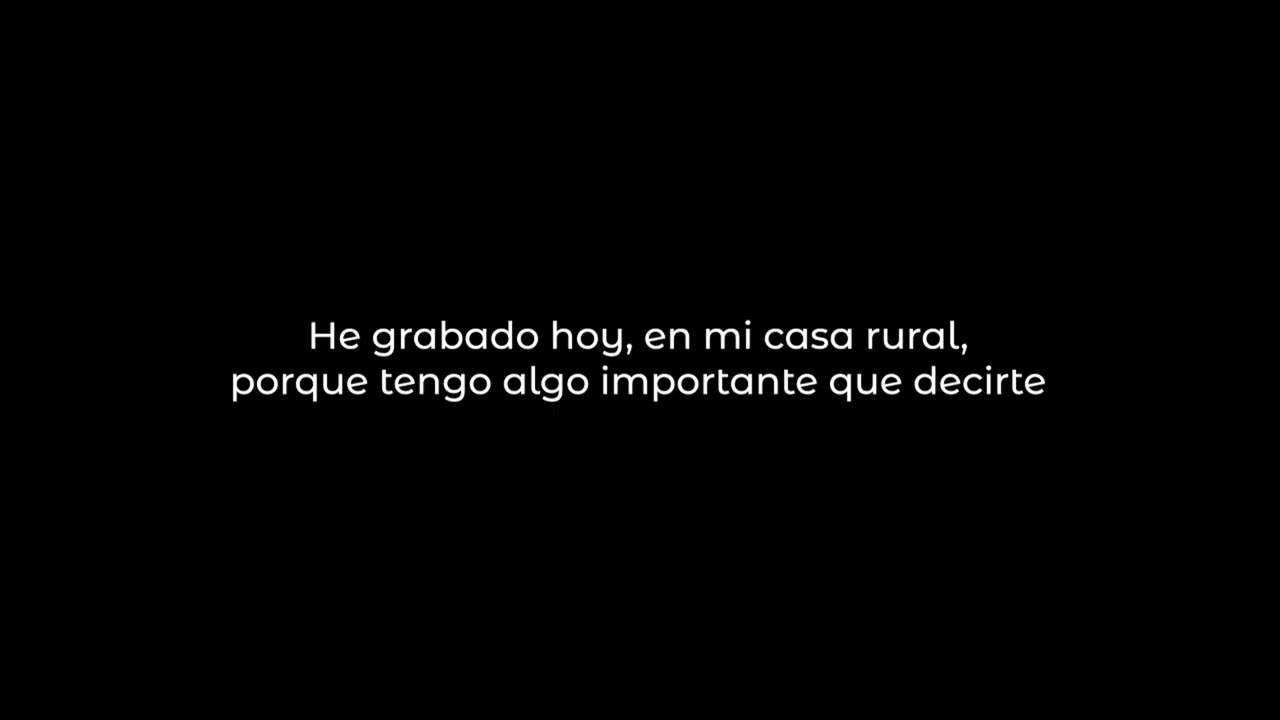 He grabado hoy, en mi casa rural,
porque tengo algo importante que decirte